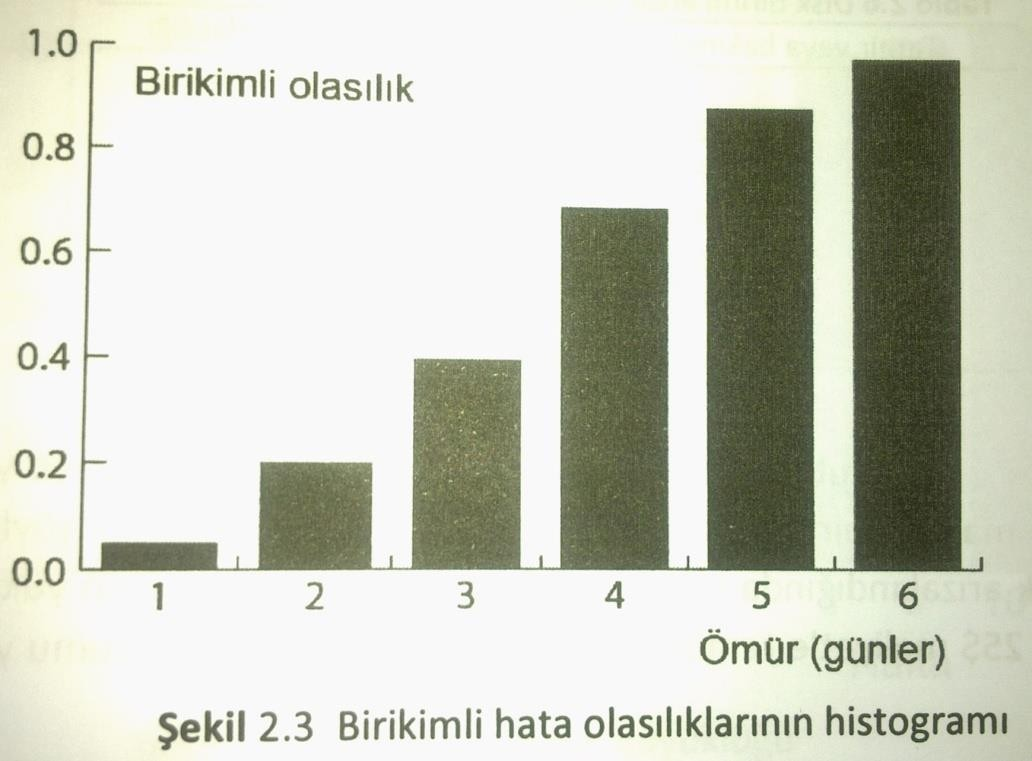 1.0
Birikimli olasılık
0.8
0.6
0.4
0.2
0.0
1 2 3 4 5 6
Ömür (günler)
Şekil 2.3 Birikimli hata olasılıklarının histogramı